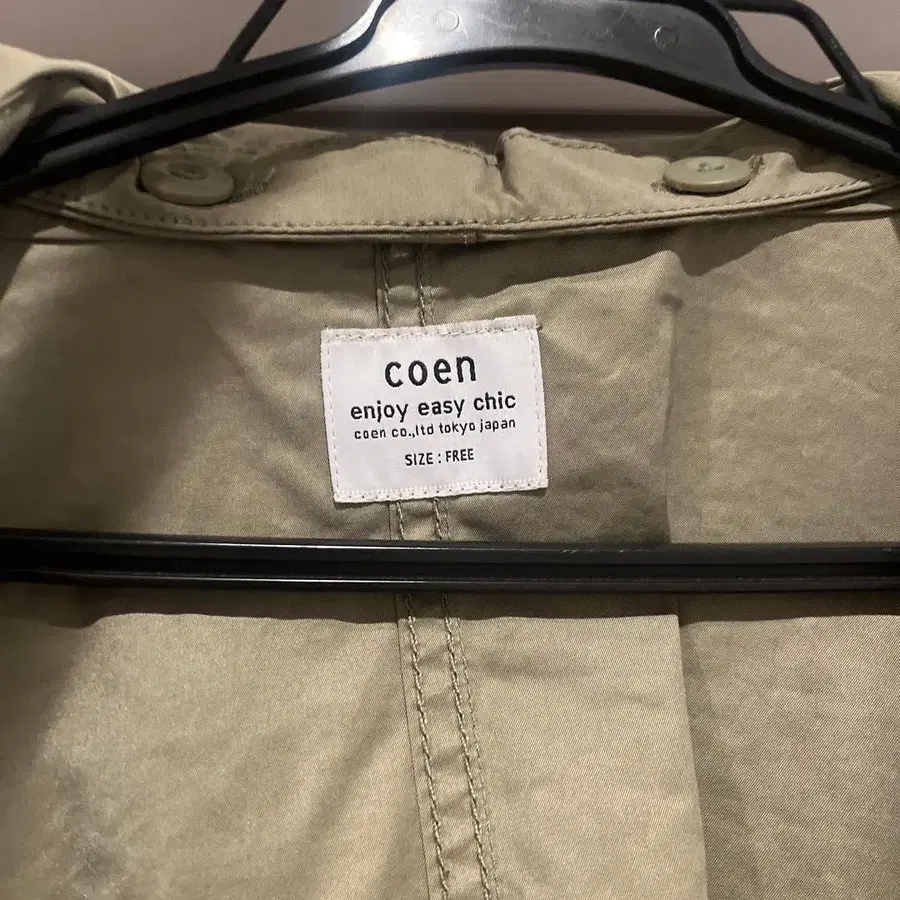 coen
enjoy easy chic
coen co.,ltd tokyo japan
SIZE : FREE